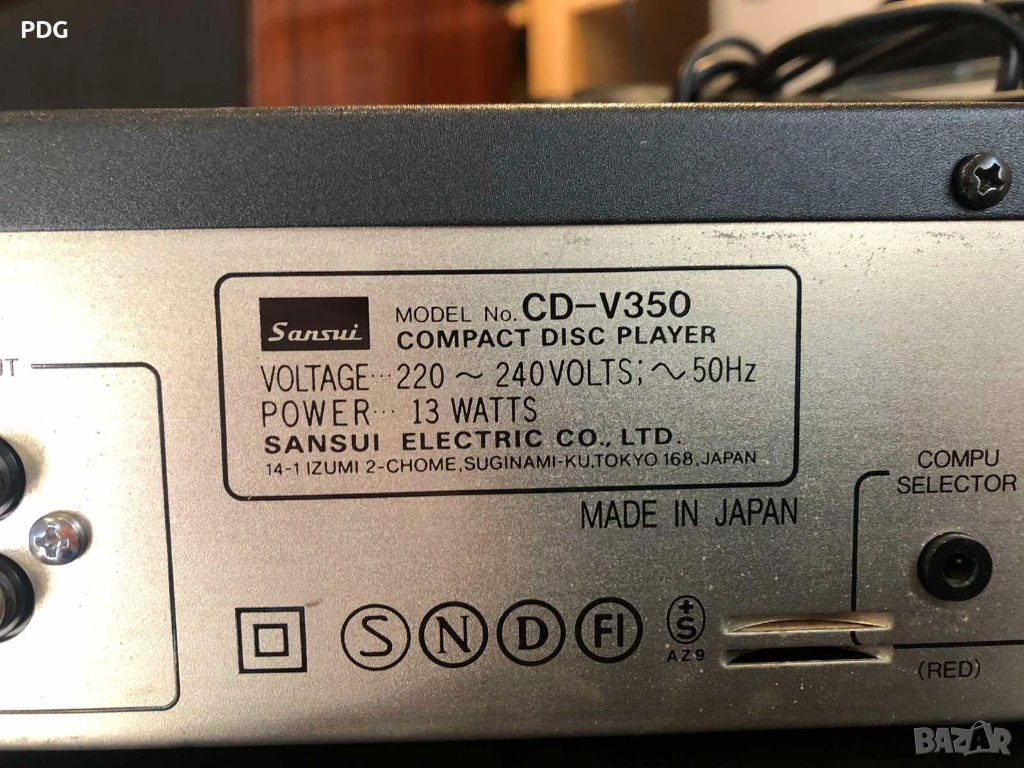 PDG
Sansui
MODEL No. CD-V350
COMPACT DISC PLAYER
VOLTAGE··· 220 ~ 240VOLTS; ~ 50Hz
POWER··· 13 WATTS
SANSUI ELECTRIC CO., LTD.
14-1 IZUMI 2-CHOME, SUGINAMI-KU, TOKYO 168, JAPAN
MADE IN JAPAN
COMPU
SELECTOR
(RED)
S N D FI +S
AZ9
BAZAR